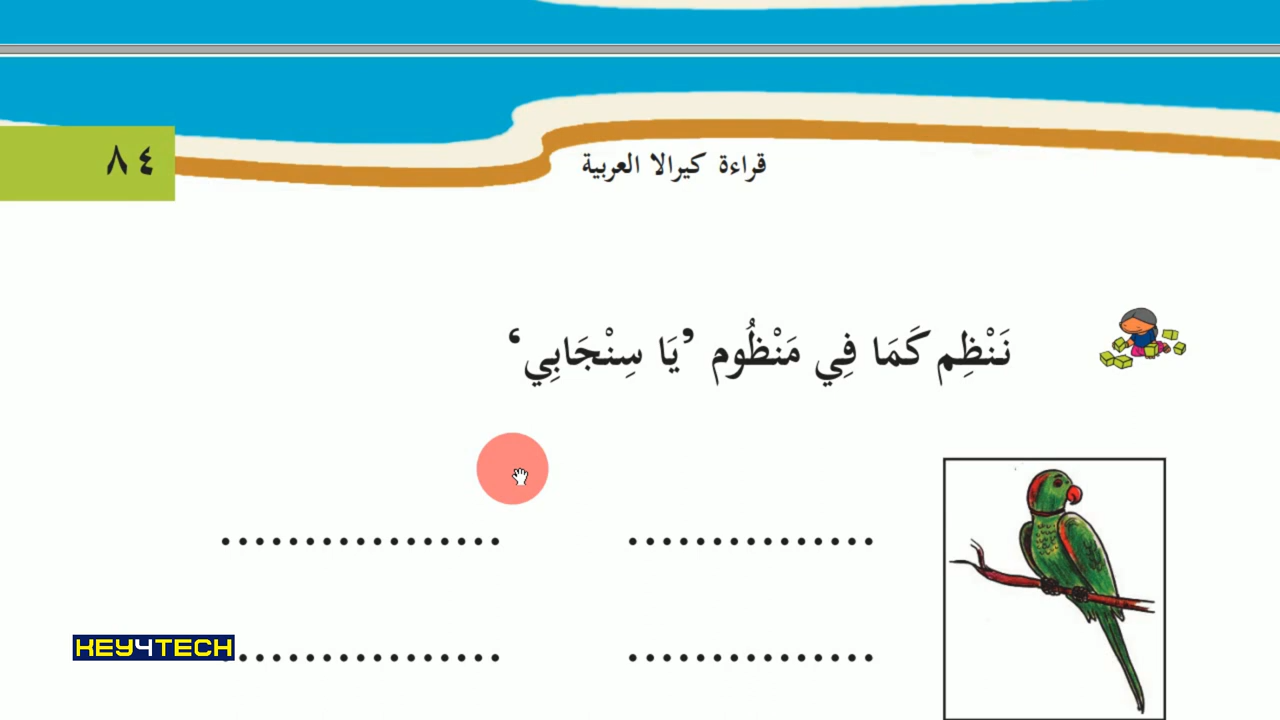 ٨٤
قراءة كيرالا العربية
نَنْظِم كَمَا فِي مَنْظُوم ’يَا سِنْجَابِي‘
KEY4TECH